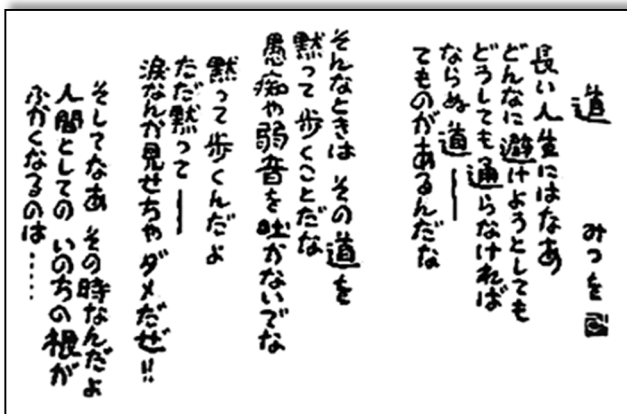 道
みつを
長い人生にはなあ
どんなに避けようとしても
どうしても通らなければ
ならぬ道―
てものがあるんだな
そんなときは その道を
黙って歩くことだな
愚痴や弱音を吐かないでな
黙って歩くんだよ
ただ黙って―
涙なんか見せちゃ ダメだぜ!!
そしてなあ その時なんだよ
人間としての いのちの根が
ふかくなるのは……